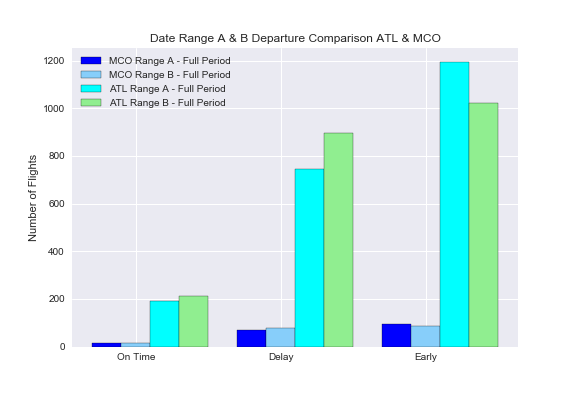 Date Range A & B Departure Comparison ATL & MCO
MCO Range A - Full Period
MCO Range B - Full Period
ATL Range A - Full Period
ATL Range B - Full Period
Number of Flights
1200
1000
800
600
400
200
0
On Time
Delay
Early